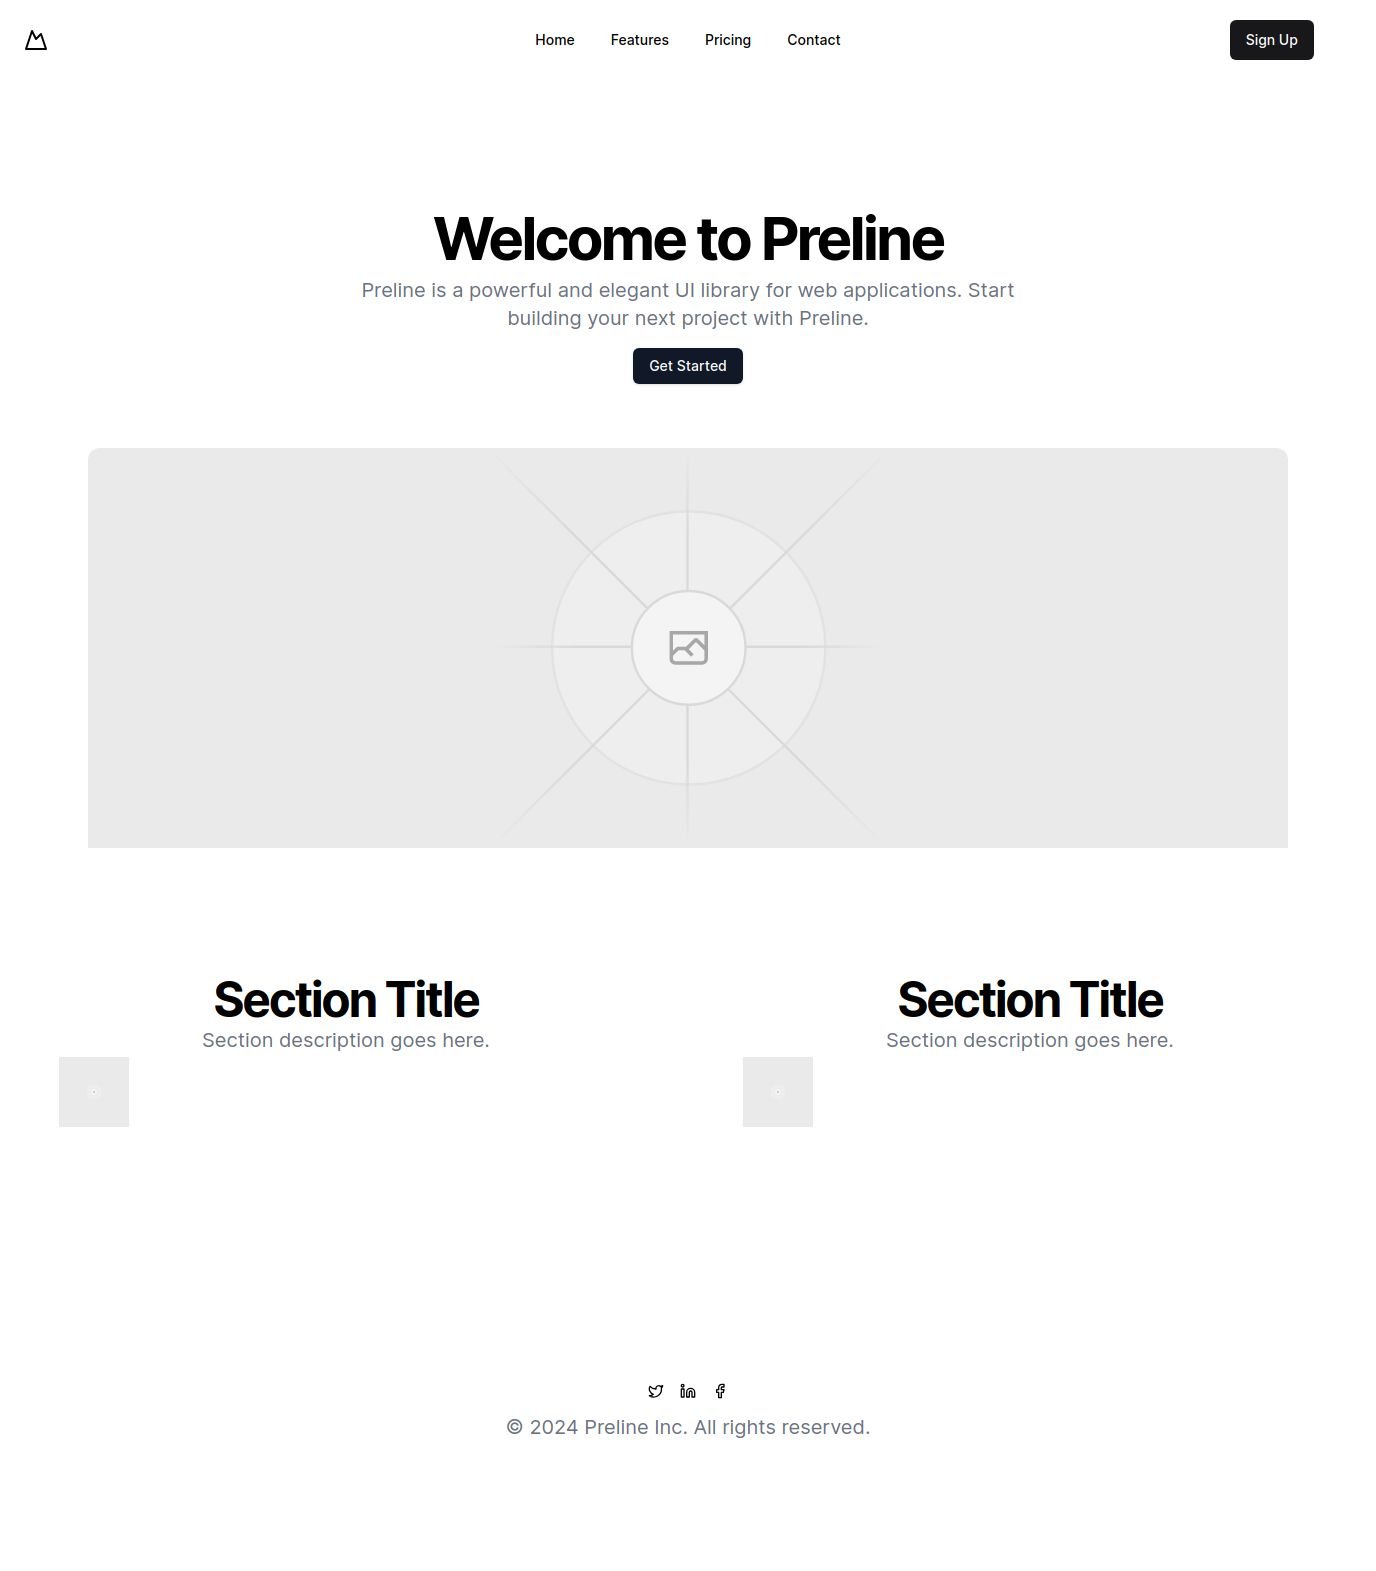 Home
Features
Pricing
Contact
Sign Up
Welcome to Preline
Preline is a powerful and elegant UI library for web applications. Start
building your next project with Preline.
Get Started
Section Title
Section description goes here.
Section Title
Section description goes here.
© 2024 Preline Inc. All rights reserved.